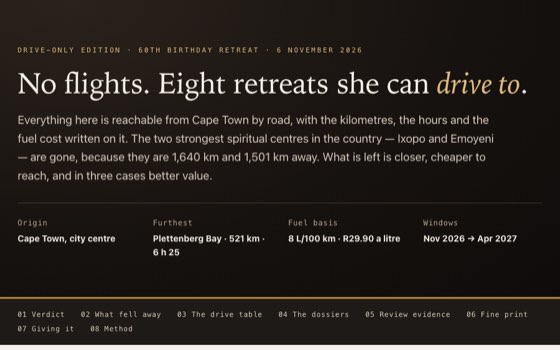 DRIVE-ONLY EDITION · 60TH BIRTHDAY RETREAT · 6 NOVEMBER 2026
No flights. Eight retreats she can drive to.
Everything here is reachable from Cape Town by road, with the kilometres, the hours and the
fuel cost written on it. The two strongest spiritual centres in the country — Ixopo and Emoyeni
— are gone, because they are 1,640 km and 1,501 km away. What is left is closer, cheaper to
reach, and in three cases better value.
Origin
Cape Town, city centre
Furthest
Plettenberg Bay · 521 km ·
6 h 25
Fuel basis
8 L/100 km · R29.90 a litre
Windows
Nov 2026 → Apr 2027
01 Verdict 02 What fell away 03 The drive table 04 The dossiers 05 Review evidence 06 Fine print
07 Giving it 08 Method